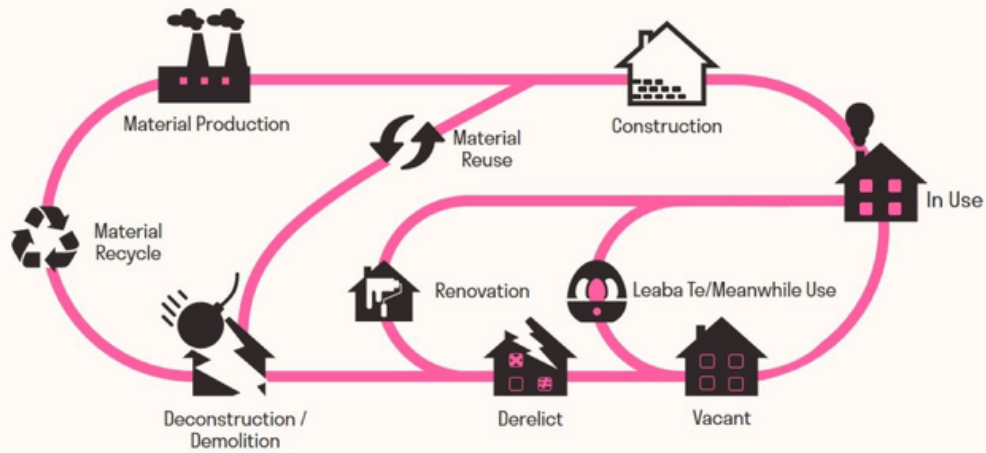 Material Production
Construction
Material
Reuse
In Use
Material
Recycle
Renovation
Leaba Te/Meanwhile Use
Deconstruction /
Demolition
Derelict
Vacant